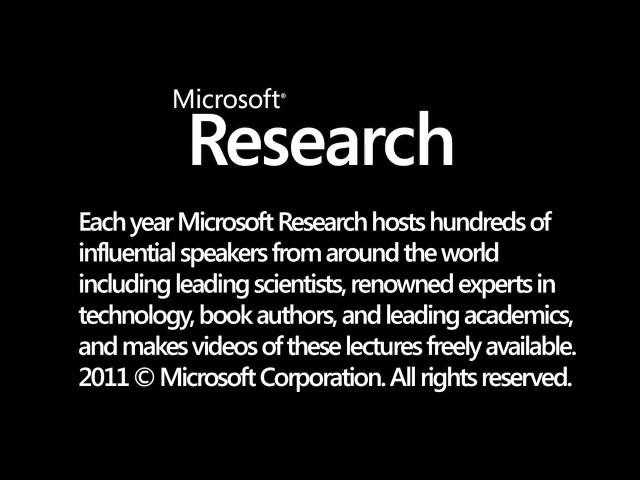 Microsoft®
Research
Each year Microsoft Research hosts hundreds of
influential speakers from around the world
including leading scientists, renowned experts in
technology, book authors, and leading academics,
and makes videos of these lectures freely available.
2011 © Microsoft Corporation. All rights reserved.